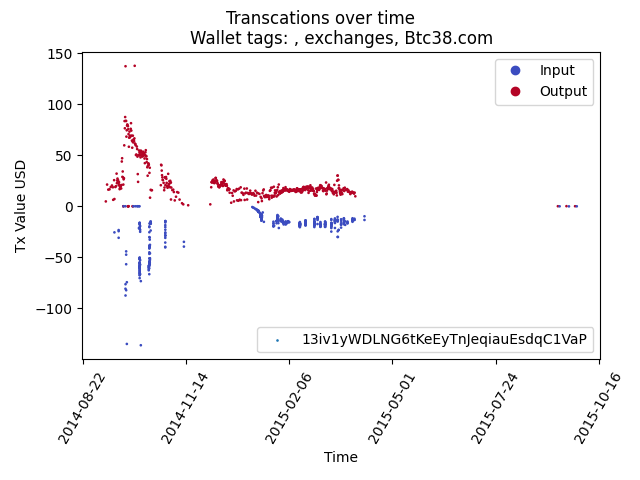 Transcations over time
Wallet tags: , exchanges, Btc38.com
Tx Value USD
150
100
50
0
−50
−100
Input
Output
13iv1yWDLNG6tKeEyTnJeqiauEsdqC1VaP
2014-08-22
2014-11-14
2015-02-06
2015-05-01
2015-07-24
2015-10-16
Time